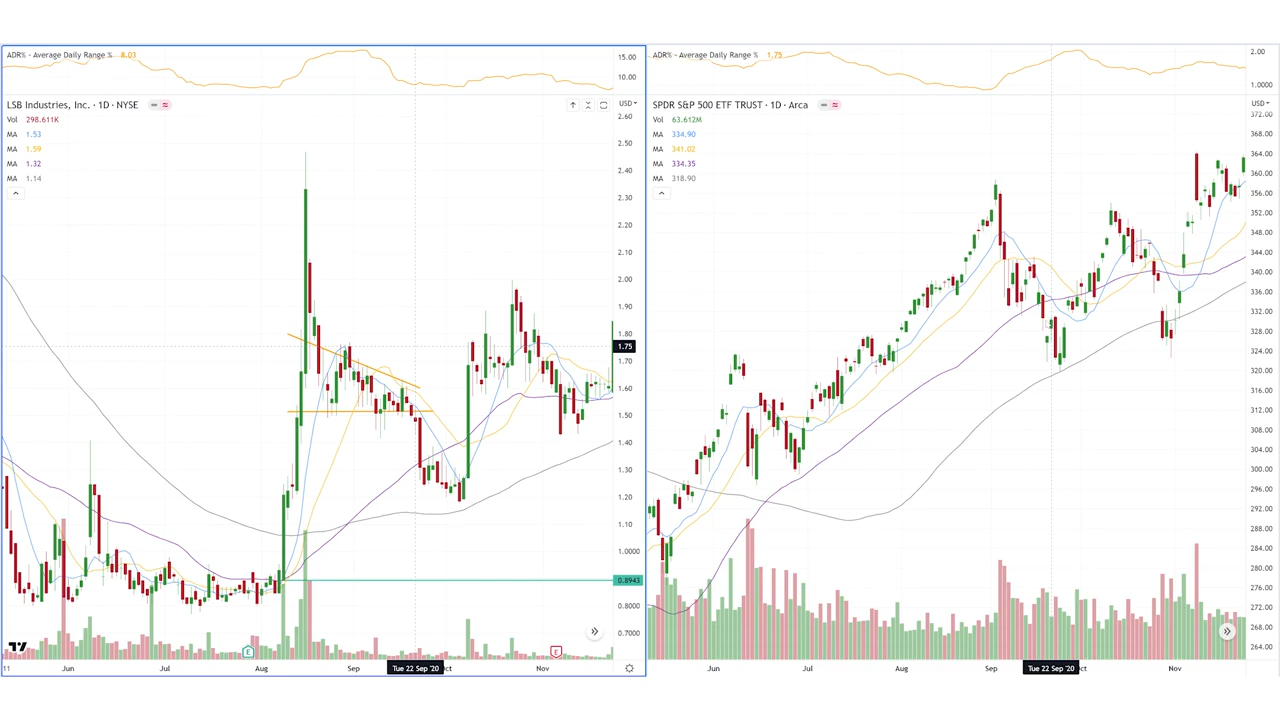 ADR% - Average Daily Range % 8.03
15.00
10.00
LSB Industries, Inc. · 1D · NYSE
USD
Vol 298.611K
MA 1.53
MA 1.59
MA 1.32
MA 1.14
2.60
2.50
2.40
2.30
2.20
2.10
2.00
1.90
1.80
1.75
1.70
1.60
1.50
1.40
1.30
1.20
1.10
1.0000
0.8943
0.8000
0.7000
E
E
11 Jun Jul Aug Sep Tue 22 Sep '20 Oct Nov
ADR% - Average Daily Range % 1.75
2.00
1.0000
SPDR S&P 500 ETF TRUST · 1D · Arca
USD
Vol 63.612M
MA 334.90
MA 341.02
MA 334.35
MA 318.90
372.00
368.00
364.00
360.00
356.00
352.00
348.00
344.00
340.00
336.00
332.00
328.00
324.00
320.00
316.00
312.00
308.00
304.00
300.00
296.00
292.00
288.00
284.00
280.00
276.00
272.00
268.00
264.00
Jun Jul Aug Sep Tue 22 Sep '20 Nov